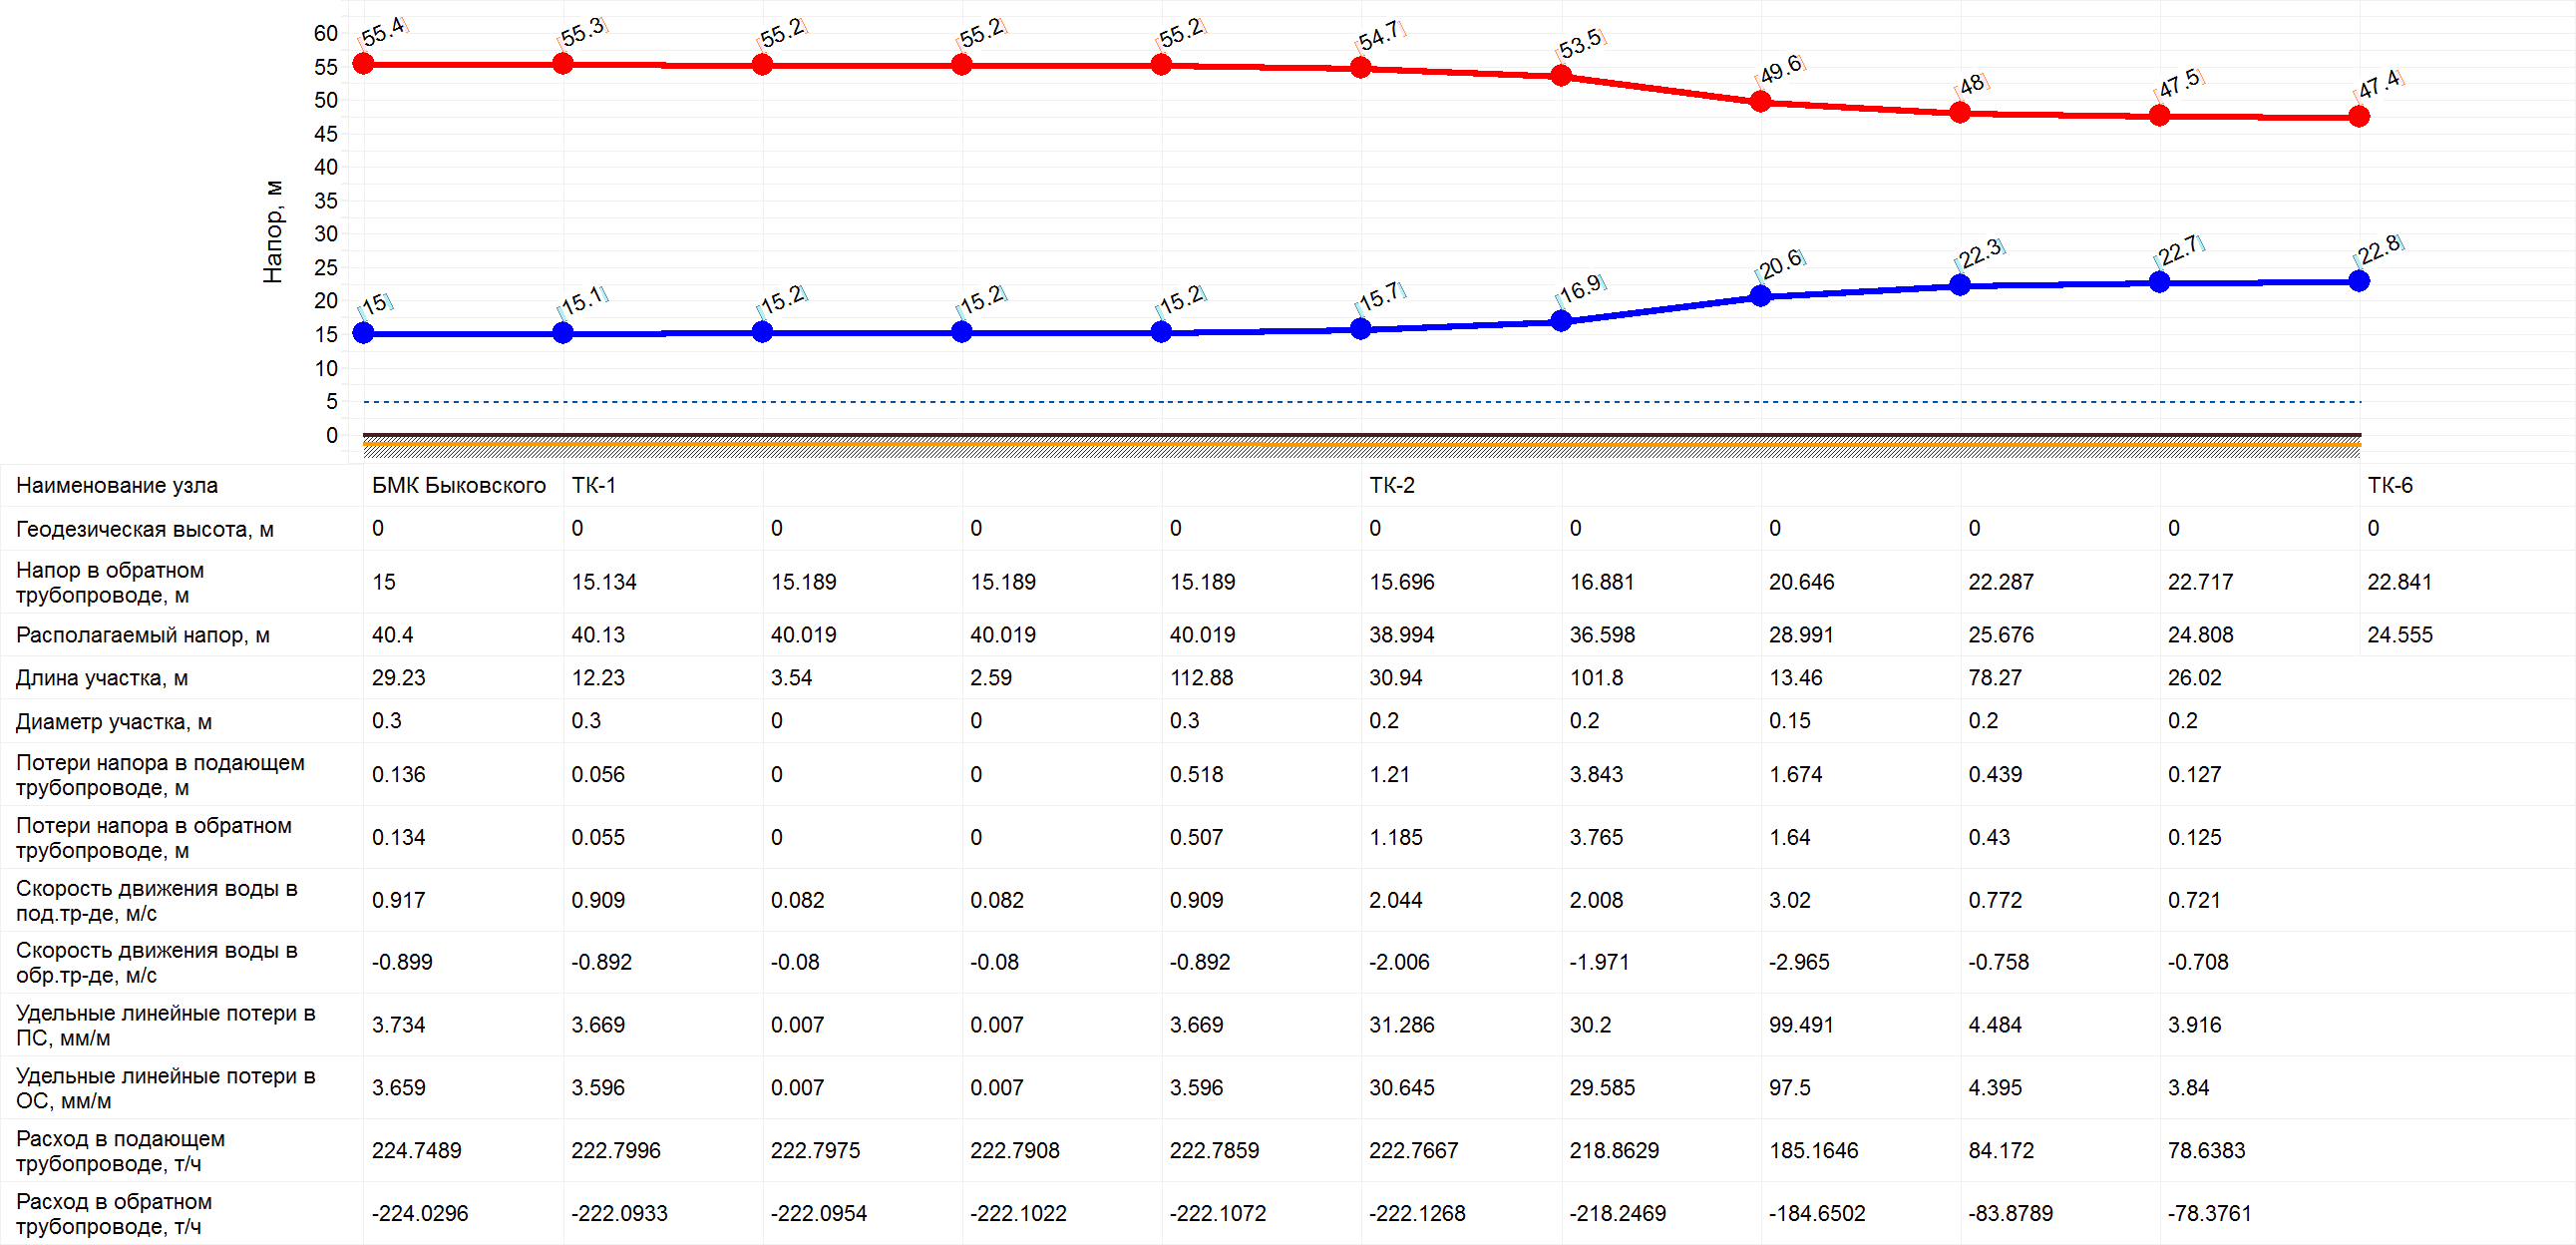 60
55
50
45
40
35
30
25
20
15
10
5
0
Напор, м
[55.4]
[55.3]
[55.2]
[55.2]
[55.2]
[54.7]
[53.5]
[49.6]
[48]
[47.5]
[47.4]
[15]
[15.1]
[15.2]
[15.2]
[15.2]
[15.7]
[16.9]
[20.6]
[22.3]
[22.7]
[22.8]
Наименование узла БМК Быковского ТК-1 ТК-2 ТК-6
Геодезическая высота, м 0 0 0 0 0 0 0 0 0 0 0
Напор в обратном
трубопроводе, м 15 15.134 15.189 15.189 15.189 15.696 16.881 20.646 22.287 22.717 22.841
Располагаемый напор, м 40.4 40.13 40.019 40.019 40.019 38.994 36.598 28.991 25.676 24.808 24.555
Длина участка, м 29.23 12.23 3.54 2.59 112.88 30.94 101.8 13.46 78.27 26.02
Диаметр участка, м 0.3 0.3 0 0 0.3 0.2 0.2 0.15 0.2 0.2
Потери напора в подающем
трубопроводе, м 0.136 0.056 0 0 0.518 1.21 3.843 1.674 0.439 0.127
Потери напора в обратном
трубопроводе, м 0.134 0.055 0 0 0.507 1.185 3.765 1.64 0.43 0.125
Скорость движения воды в
под.тр-де, м/с 0.917 0.909 0.082 0.082 0.909 2.044 2.008 3.02 0.772 0.721
Скорость движения воды в
обр.тр-де, м/с -0.899 -0.892 -0.08 -0.08 -0.892 -2.006 -1.971 -2.965 -0.758 -0.708
Удельные линейные потери в
ПС, мм/м 3.734 3.669 0.007 0.007 3.669 31.286 30.2 99.491 4.484 3.916
Удельные линейные потери в
ОС, мм/м 3.659 3.596 0.007 0.007 3.596 30.645 29.585 97.5 4.395 3.84
Расход в подающем
трубопроводе, т/ч 224.7489 222.7996 222.7975 222.7908 222.7859 222.7667 218.8629 185.1646 84.172 78.6383
Расход в обратном
трубопроводе, т/ч -224.0296 -222.0933 -222.0954 -222.1022 -222.1072 -222.1268 -218.2469 -184.6502 -83.8789 -78.3761